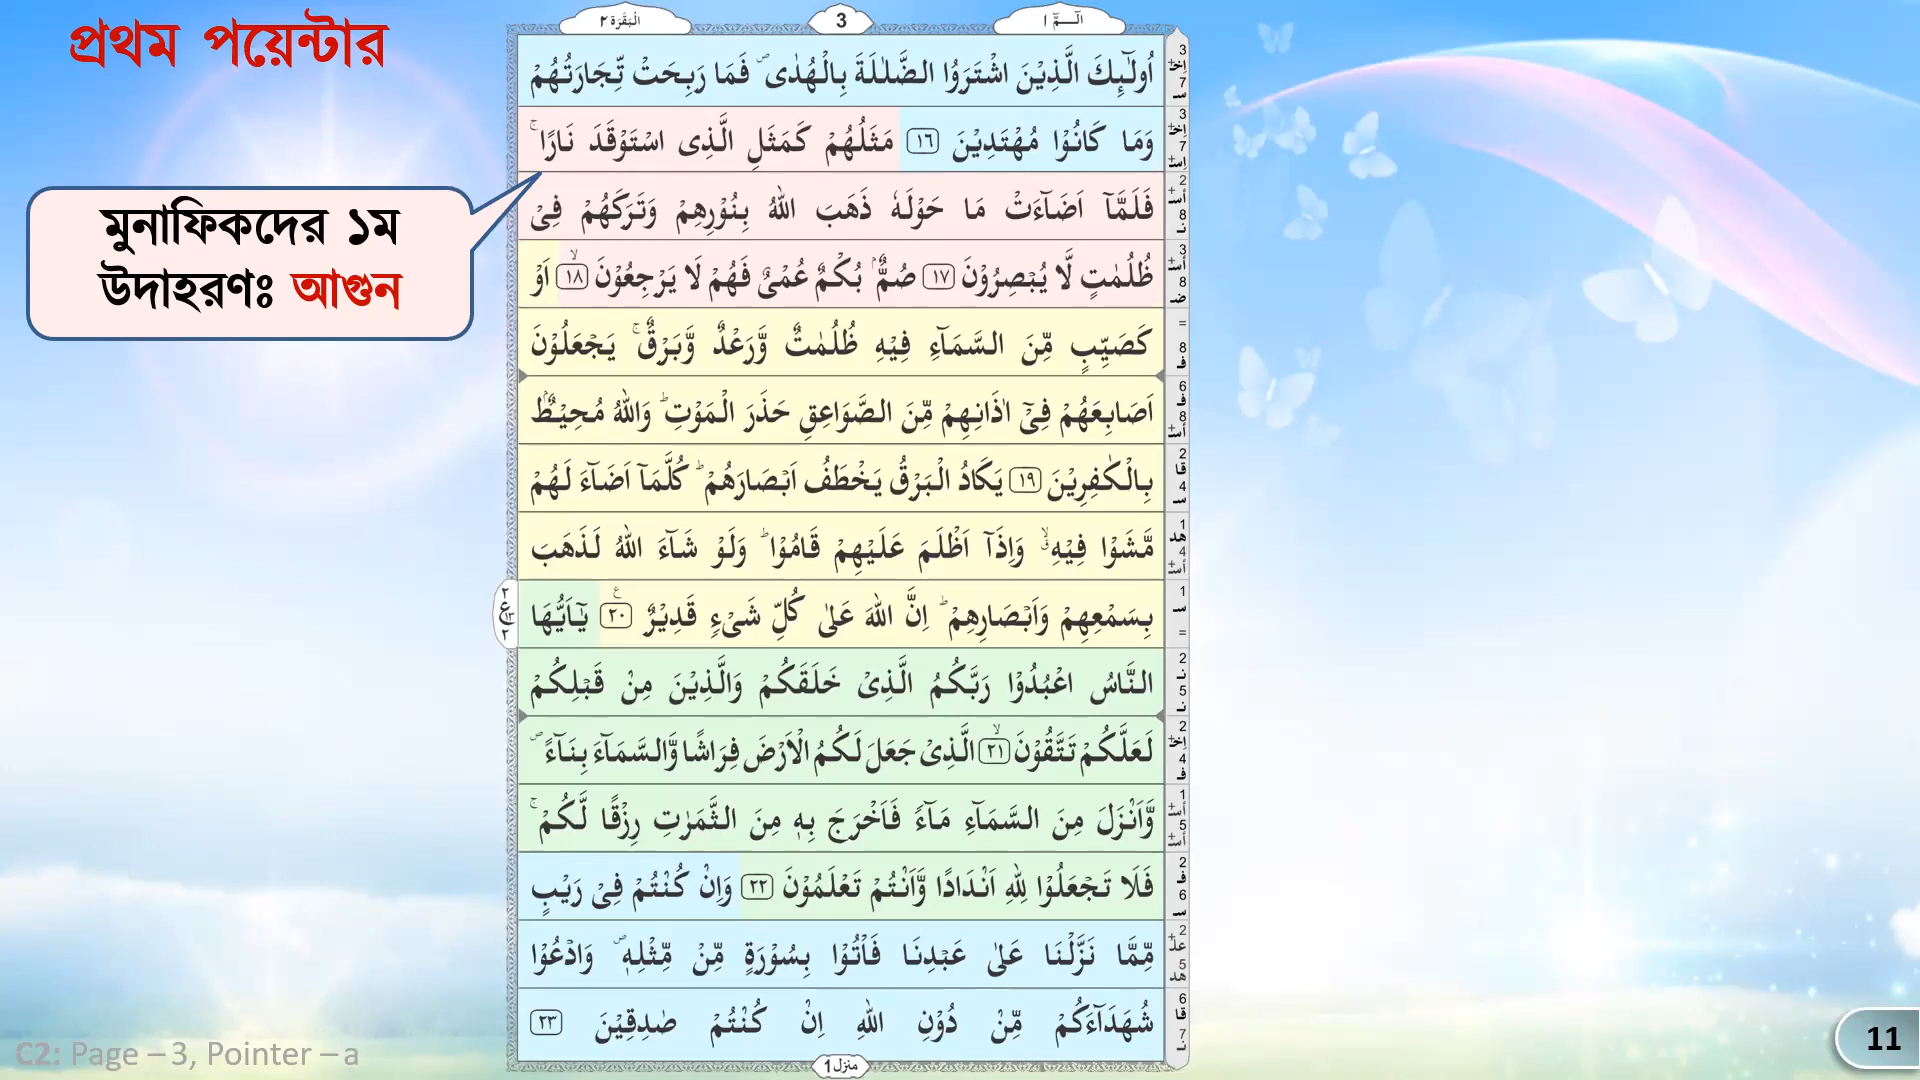 প্রথম পয়েন্টার
মুনাফিকদের ১ম
উদাহরণঃ আগুন
الٓـمّٓ ١
3
الْبَقَرَة ٢
اُولٰٓئِكَ الَّذِيْنَ اشْتَرَوُا الضَّلٰلَةَ بِالْهُدٰى ۖ فَمَا رَبِحَتْ تِّجَارَتُهُمْ
وَمَا كَانُوْا مُهْتَدِيْنَ ١٦ مَثَلُهُمْ كَمَثَلِ الَّذِى اسْتَوْقَدَ نَارًا ۚ
فَلَمَّآ اَضَآءَتْ مَا حَوْلَهٗ ذَهَبَ اللّٰهُ بِنُوْرِهِمْ وَتَرَكَهُمْ فِىْ
ظُلُمٰتٍ لَّا يُبْصِرُوْنَ ١٧ صُمٌّۢ بُكْمٌ عُمْىٌ فَهُمْ لَا يَرْجِعُوْنَ ۙ ١٨ اَوْ
كَصَيِّبٍ مِّنَ السَّمَآءِ فِيْهِ ظُلُمٰتٌ وَّرَعْدٌ وَّبَرْقٌ ۚ يَجْعَلُوْنَ
اَصَابِعَهُمْ فِىْٓ اٰذَانِهِمْ مِّنَ الصَّوَاعِقِ حَذَرَ الْمَوْتِ ؕ وَاللّٰهُ مُحِيْطٌۢ
بِالْكٰفِرِيْنَ ١٩ يَكَادُ الْبَرْقُ يَخْطَفُ اَبْصَارَهُمْ ؕ كُلَّمَآ اَضَآءَ لَهُمْ
مَّشَوْا فِيْهِ ۙ وَاِذَآ اَظْلَمَ عَلَيْهِمْ قَامُوْا ؕ وَلَوْ شَآءَ اللّٰهُ لَذَهَبَ
بِسَمْعِهِمْ وَاَبْصَارِهِمْ ؕ اِنَّ اللّٰهَ عَلٰى كُلِّ شَىْءٍ قَدِيْرٌ ٢٠ يٰٓاَيُّهَا
النَّاسُ اعْبُدُوْا رَبَّكُمُ الَّذِىْ خَلَقَكُمْ وَالَّذِيْنَ مِنْ قَبْلِكُمْ
لَعَلَّكُمْ تَتَّقُوْنَ ۙ ٢١ الَّذِىْ جَعَلَ لَكُمُ الْاَرْضَ فِرَاشًا وَّالسَّمَآءَ بِنَآءً ۖ
وَّاَنْزَلَ مِنَ السَّمَآءِ مَآءً فَاَخْرَجَ بِهٖ مِنَ الثَّمَرٰتِ رِزْقًا لَّكُمْ ۚ
فَلَا تَجْعَلُوْا لِلّٰهِ اَنْدَادًا وَّاَنْتُمْ تَعْلَمُوْنَ ٢٢ وَاِنْ كُنْتُمْ فِىْ رَيْبٍ
مِّمَّا نَزَّلْنَا عَلٰى عَبْدِنَا فَاْتُوْا بِسُوْرَةٍ مِّنْ مِّثْلِهٖ ۖ وَادْعُوْا
شُهَدَآءَكُمْ مِّنْ دُوْنِ اللّٰهِ اِنْ كُنْتُمْ صٰدِقِيْنَ ٢٣
منزل 1
C2: Page – 3, Pointer – a
11